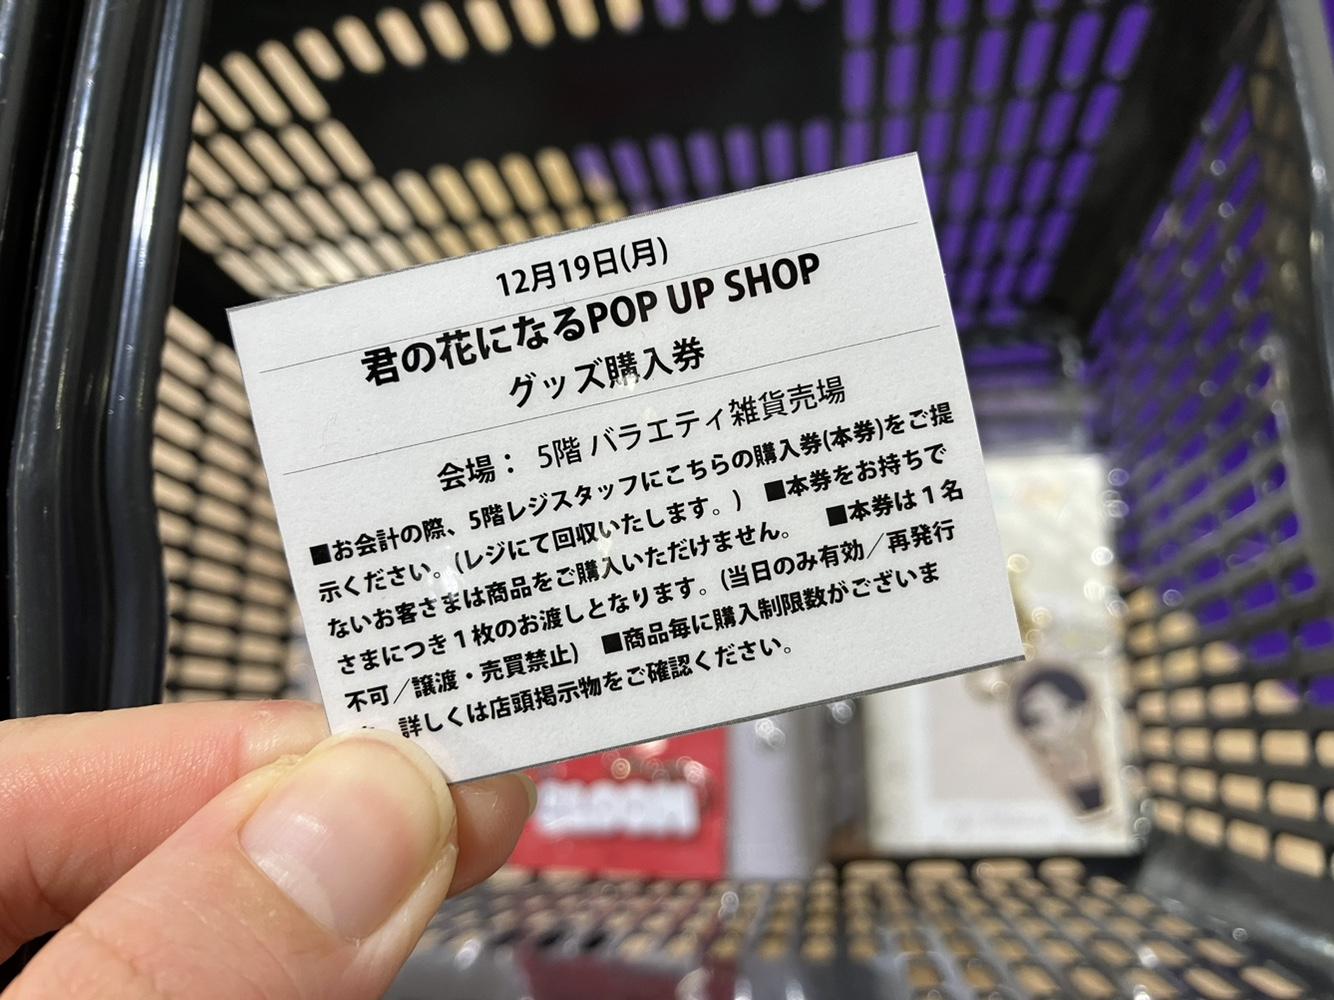 12月19日(月)
君の花になるPOP UP SHOP
グッズ購入券
会場： 5階 バラエティ雑貨売場
■お会計の際、5階レジスタッフにこちらの購入券(本券)をご提
示ください。(レジにて回収いたします。) ■本券をお持ちで
ないお客さまは商品をご購入いただけません。 ■本券は１名
さまにつき１枚のお渡しとなります。(当日のみ有効／再発行
不可／譲渡・売買禁止) ■商品毎に購入制限数がございま
詳しくは店頭掲示物をご確認ください。